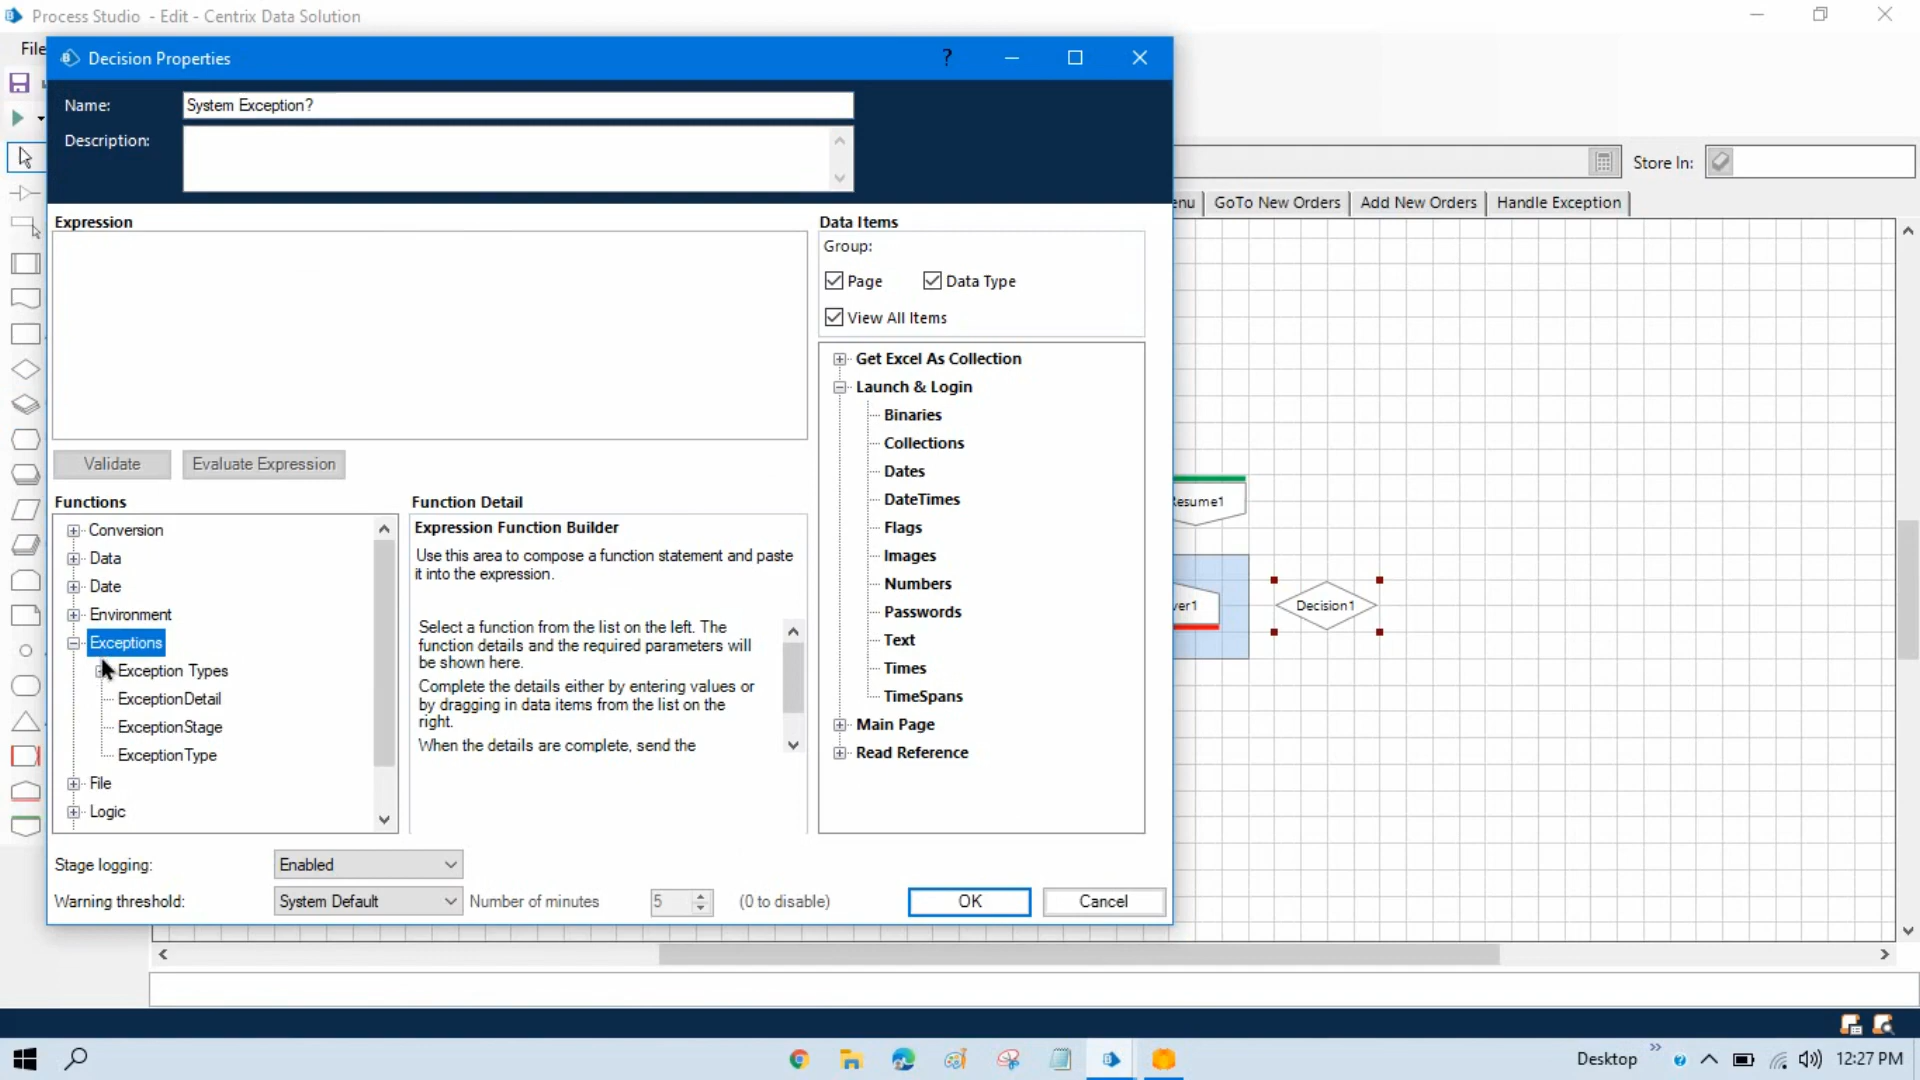 Process Studio - Edit - Centrix Data Solution
File
Decision Properties
?
Name:
System Exception?
Description:
Store In:
enu
GoTo New Orders
Add New Orders
Handle Exception
Expression
Data Items
Group:
Page
Data Type
View All Items
Get Excel As Collection
Launch & Login
Binaries
Collections
Dates
DateTimes
Flags
Images
Numbers
Passwords
Text
Times
TimeSpans
Main Page
Read Reference
Validate
Evaluate Expression
Functions
Conversion
Data
Date
Environment
Exceptions
Exception Types
ExceptionDetail
ExceptionStage
ExceptionType
File
Logic
Function Detail
Expression Function Builder
Use this area to compose a function statement and paste
it into the expression.
Select a function from the list on the left. The
function details and the required parameters will
be shown here.
Complete the details either by entering values or
by dragging in data items from the list on the
right.
When the details are complete, send the
esume1
ver1
Decision1
Stage logging:
Enabled
Warning threshold:
System Default
Number of minutes
5
(0 to disable)
OK
Cancel
Desktop
12:27 PM